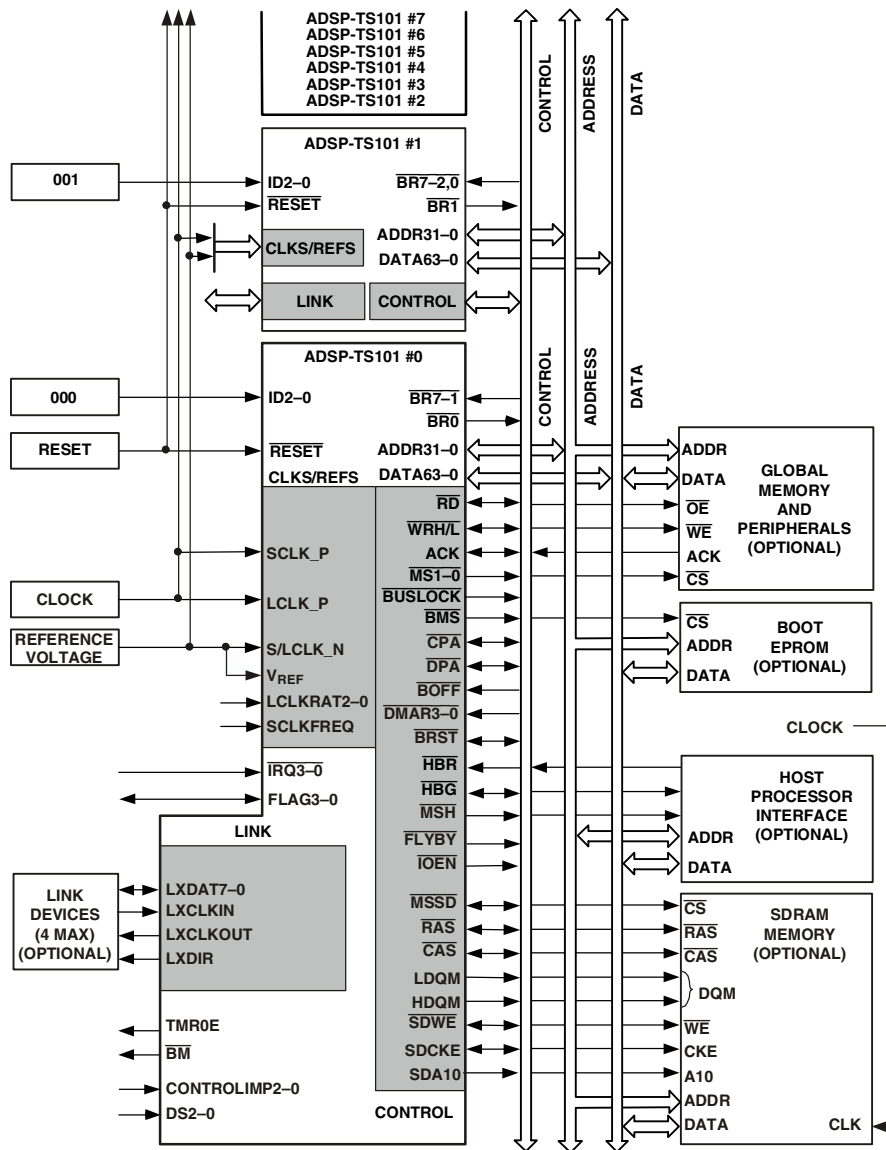 ADSP-TS101 #7
ADSP-TS101 #6
ADSP-TS101 #5
ADSP-TS101 #4
ADSP-TS101 #3
ADSP-TS101 #2
CONTROL
ADDRESS
DATA
ADSP-TS101 #1
001
ID2–0
BR7–2,0
RESET
BR1
ADDR31–0
CLKS/REFS
DATA63–0
LINK
CONTROL
ADSP-TS101 #0
CONTROL
ADDRESS
DATA
000
ID2–0
BR7–1
BR0
RESET
RESET
ADDR31–0
CLKS/REFS
DATA63–0
RD
WRH/L
SCLK_P
ACK
MS1–0
CLOCK
LCLK_P
BUSLOCK
BMS
REFERENCE
VOLTAGE
S/LCLK_N
CPA
VREF
DPA
LCLKRAT2–0
BOFF
SCLKFREQ
DMAR3–0
BRST
IRQ3–0
HBR
FLAG3–0
HBG
MSH
LINK
FLYBY
IOEN
LINK
DEVICES
(4 MAX)
(OPTIONAL)
LXDAT7–0
LXCLKIN
LXCLKOUT
LXDIR
MSSD
RAS
CAS
LDQM
HDQM
SDWE
SDCKE
SDA10
TMR0E
BM
CONTROLIMP2–0
DS2–0
CONTROL
ADDR
DATA
OE
WE
ACK
CS
GLOBAL
MEMORY
AND
PERIPHERALS
(OPTIONAL)
CS
ADDR
DATA
BOOT
EPROM
(OPTIONAL)
CLOCK
HOST
PROCESSOR
INTERFACE
(OPTIONAL)
ADDR
DATA
CS
RAS
CAS
SDRAM
MEMORY
(OPTIONAL)
DQM
WE
CKE
A10
ADDR
DATA
CLK